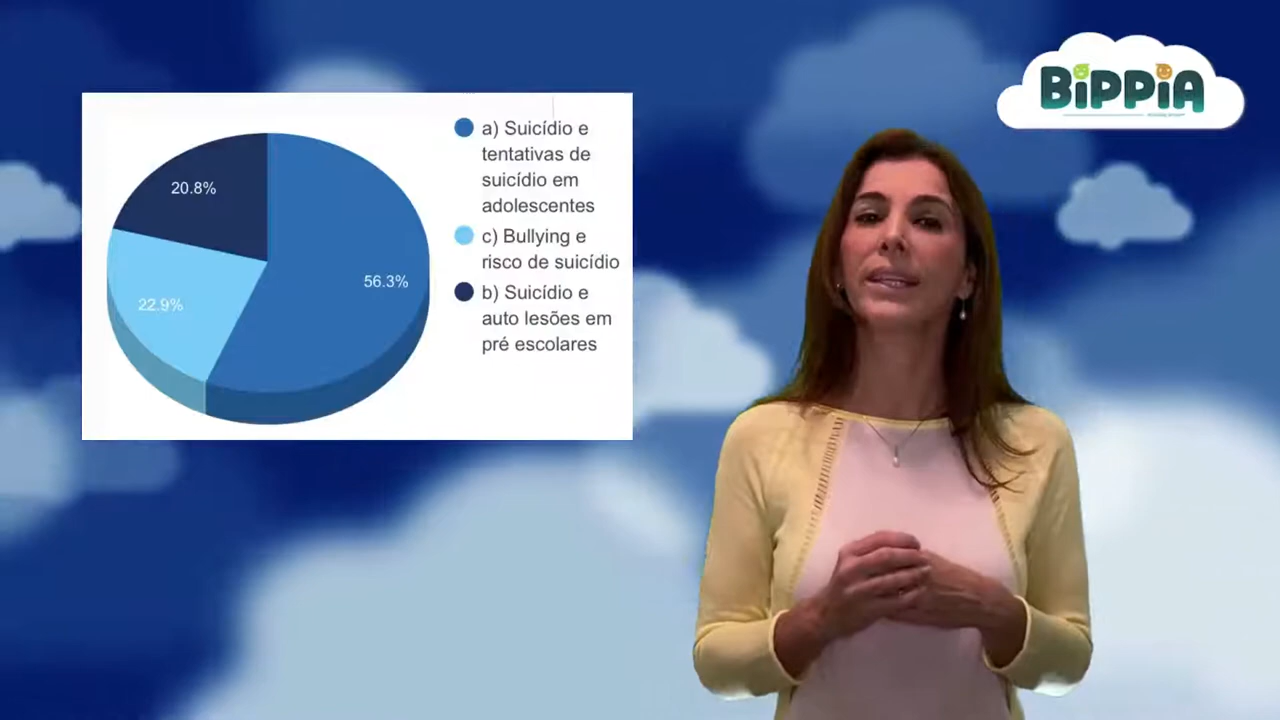 BiPPiA
a) Suicídio e
tentativas de
suicídio em
adolescentes
c) Bullying e
risco de suicídio
b) Suicídio e
auto lesões em
pré escolares
20.8%
56.3%
22.9%